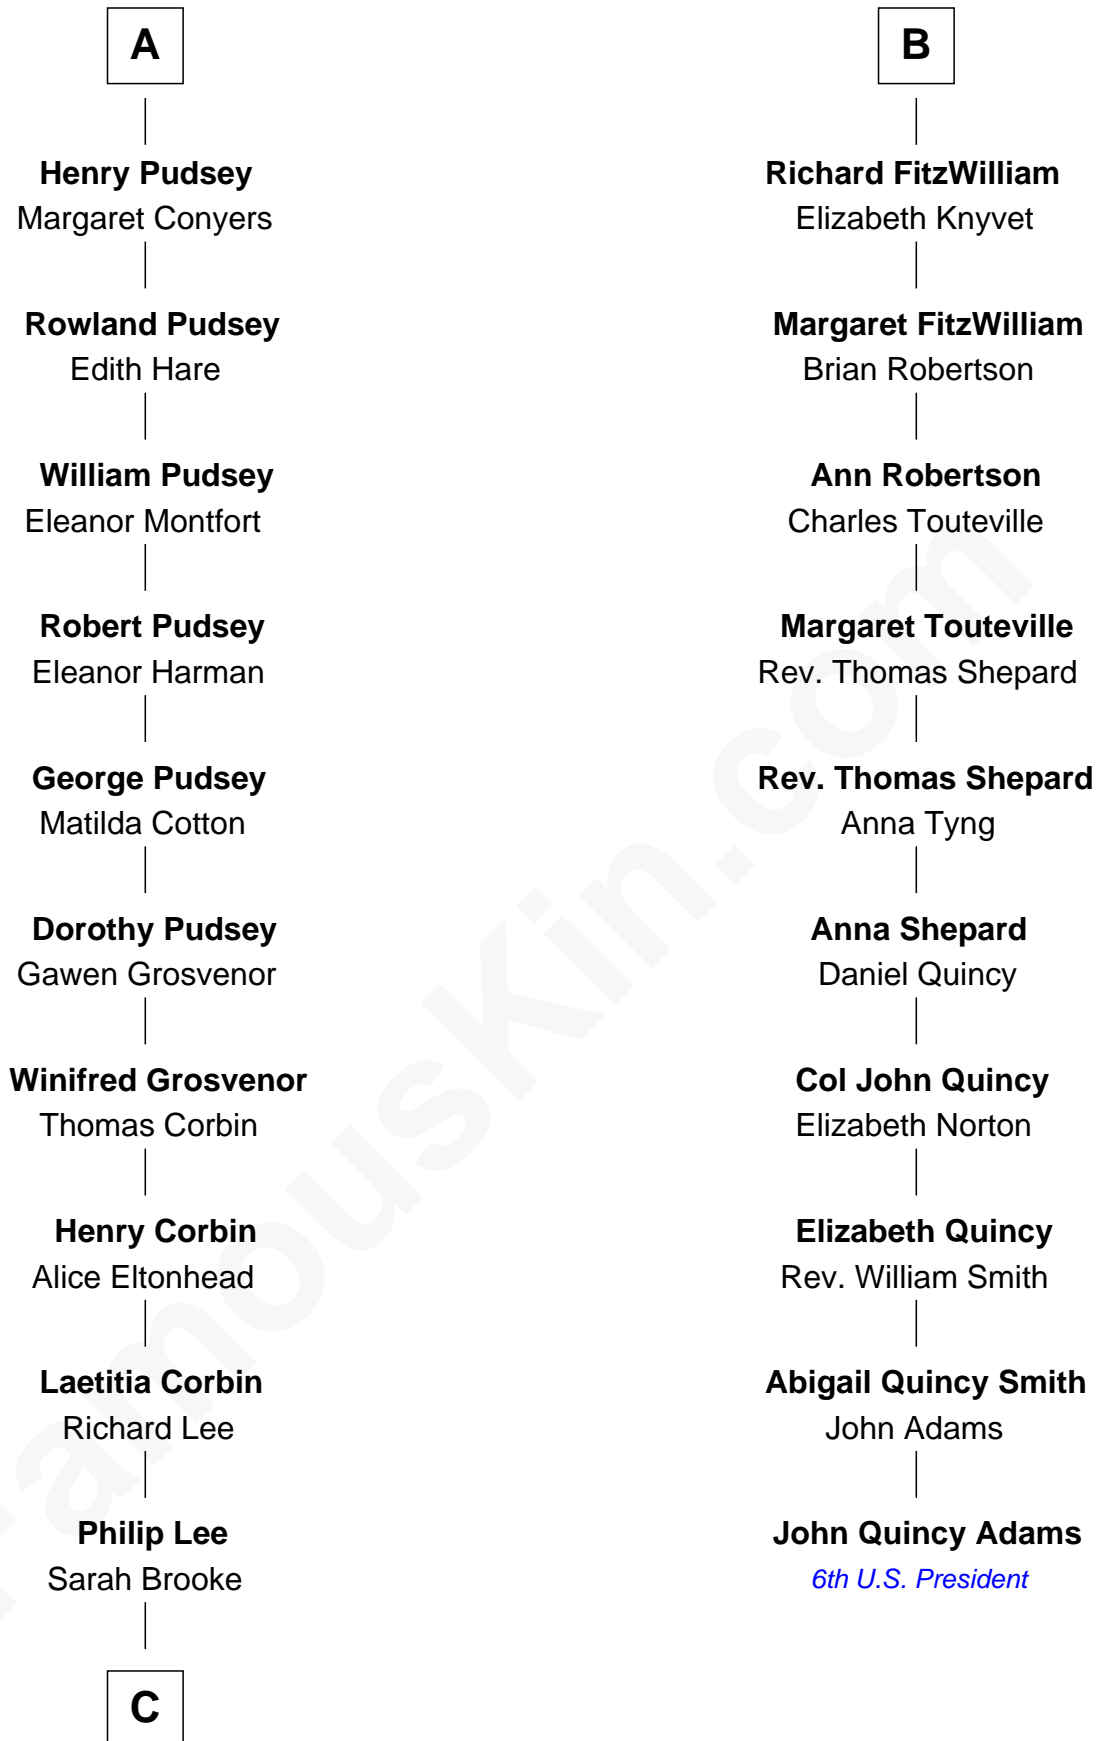 A
Henry Pudsey
Margaret Conyers
Rowland Pudsey
Edith Hare
William Pudsey
Eleanor Montfort
Robert Pudsey
Eleanor Harman
George Pudsey
Matilda Cotton
Dorothy Pudsey
Gawen Grosvenor
Winifred Grosvenor
Thomas Corbin
Henry Corbin
Alice Eltonhead
Laetitia Corbin
Richard Lee
Philip Lee
Sarah Brooke
C
B
Richard FitzWilliam
Elizabeth Knyvet
Margaret FitzWilliam
Brian Robertson
Ann Robertson
Charles Touteville
Margaret Touteville
Rev. Thomas Shepard
Rev. Thomas Shepard
Anna Tyng
Anna Shepard
Daniel Quincy
Col John Quincy
Elizabeth Norton
Elizabeth Quincy
Rev. William Smith
Abigail Quincy Smith
John Adams
John Quincy Adams
6th U.S. President
FamousKin.com